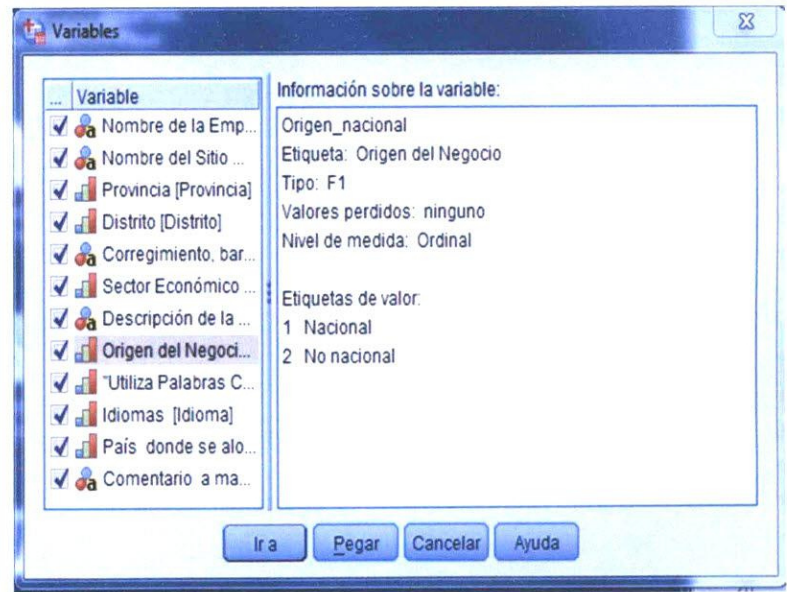 Variables
... Variable
Nombre de la Emp...
Nombre del Sitio ...
Provincia [Provincia]
Distrito [Distrito]
Corregimiento, bar...
Sector Económico ...
Descripción de la ...
Origen del Negoci...
"Utiliza Palabras C...
Idiomas [Idioma]
País donde se alo...
Comentario a ma...
Información sobre la variable:
Origen_nacional
Etiqueta: Origen del Negocio
Tipo: F1
Valores perdidos: ninguno
Nivel de medida: Ordinal
Etiquetas de valor:
1 Nacional
2 No nacional
Ir a Pegar Cancelar Ayuda